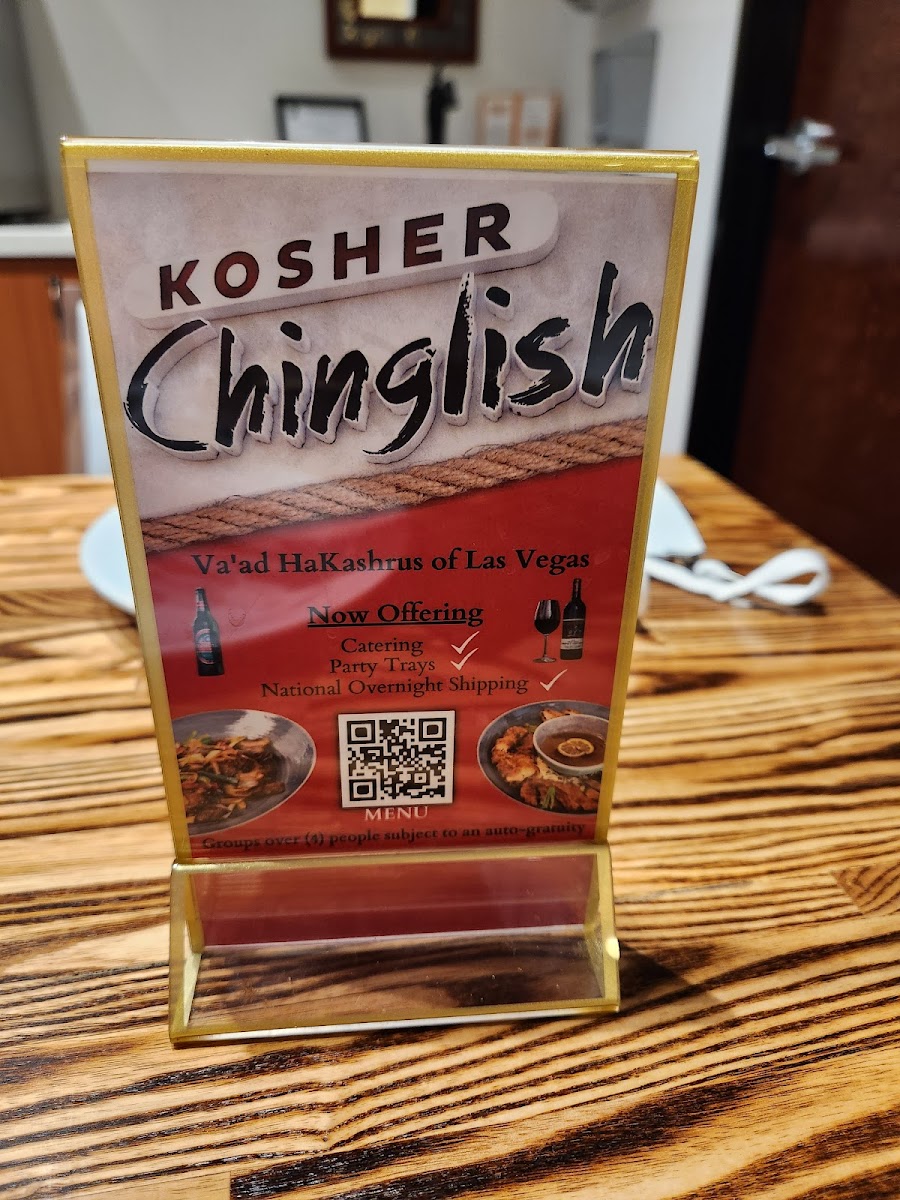 KOSHER
Chinglish
Va'ad HaKashrus of Las Vegas
Now Offering
Catering
Party Trays
National Overnight Shipping
MENU
Groups over (4) people subject to an auto-gratuity